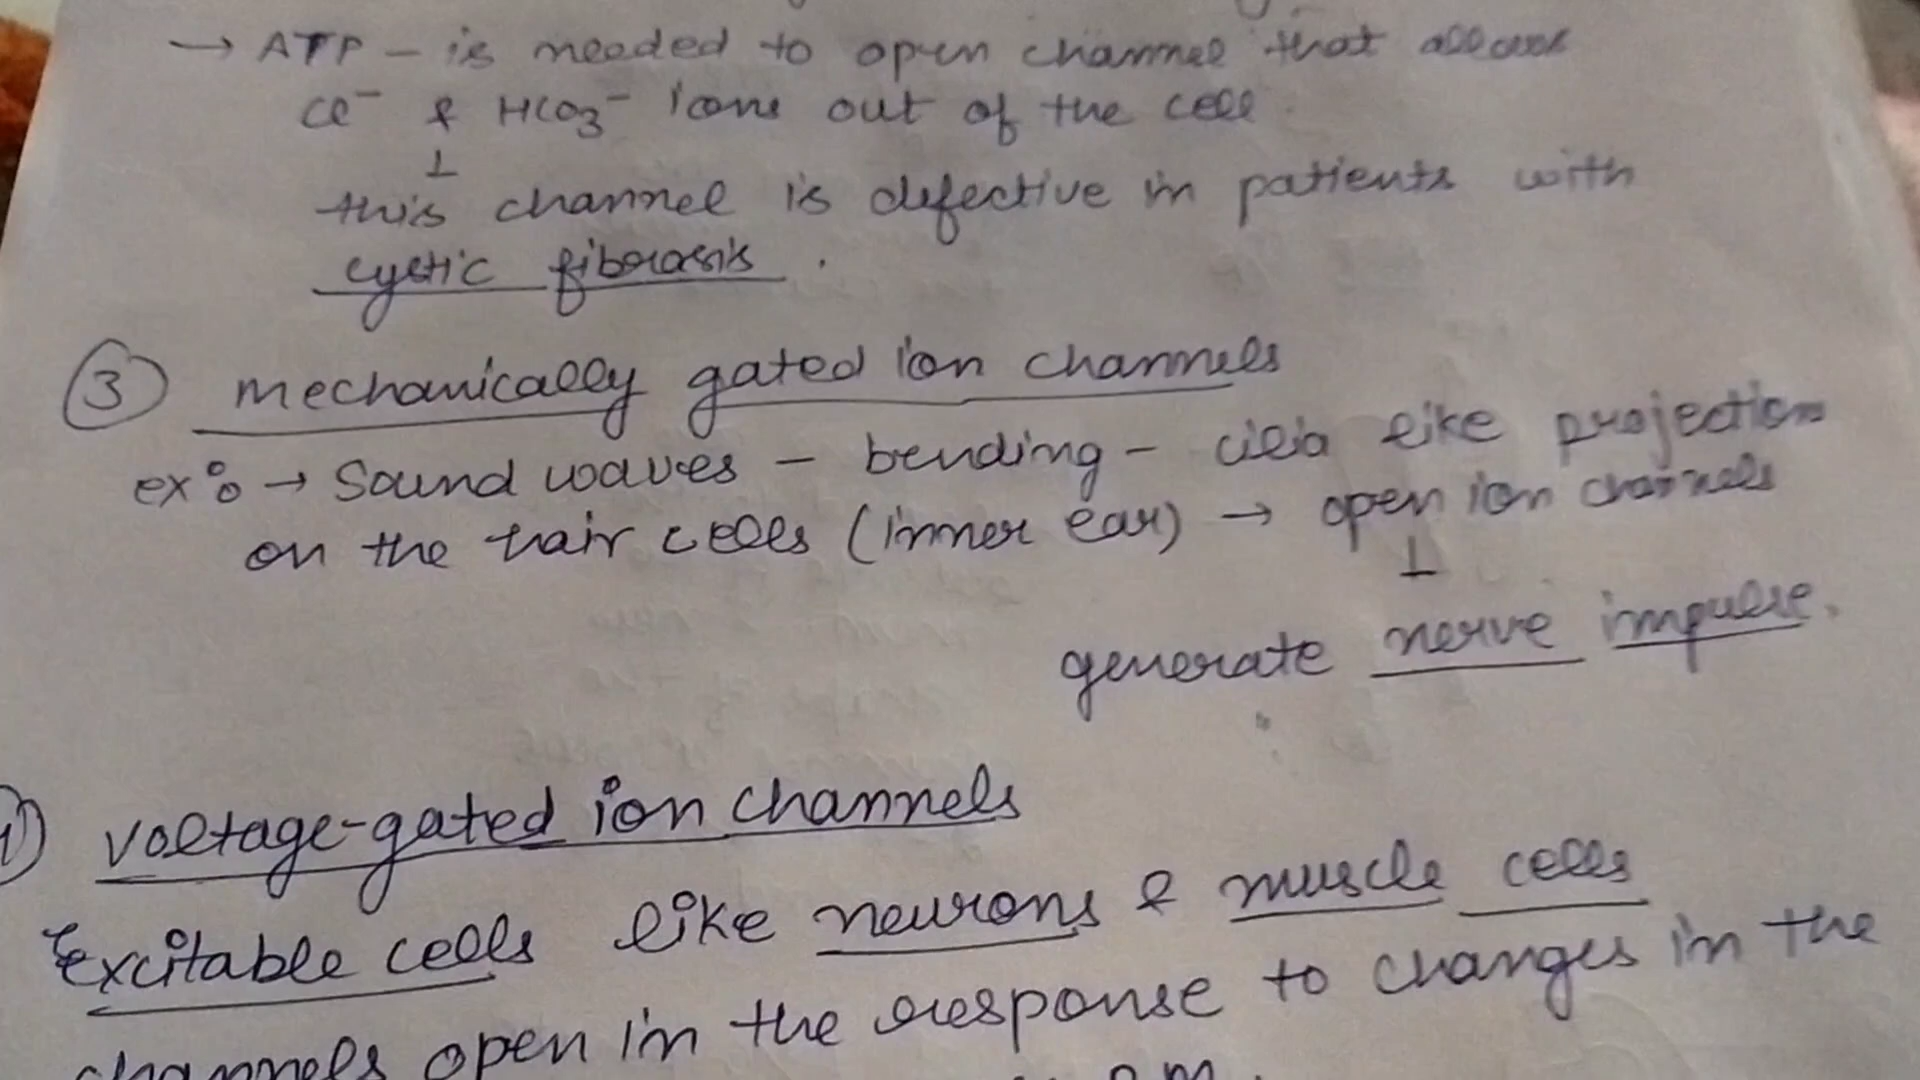 → ATP - is needed to open channel that allows
Cl⁻ & HCO₃⁻ ions out of the cell.
↓
this channel is defective in patients with
cystic fibrosis.
③ mechanically gated ion channels
ex: → Sound waves - bending - cilia like projection
on the hair cells (inner ear) → open ion channels
↓
generate nerve impulse.
voltage-gated ion channels
Excitable cells like neurons & muscle cells
channels open in the response to changes in the